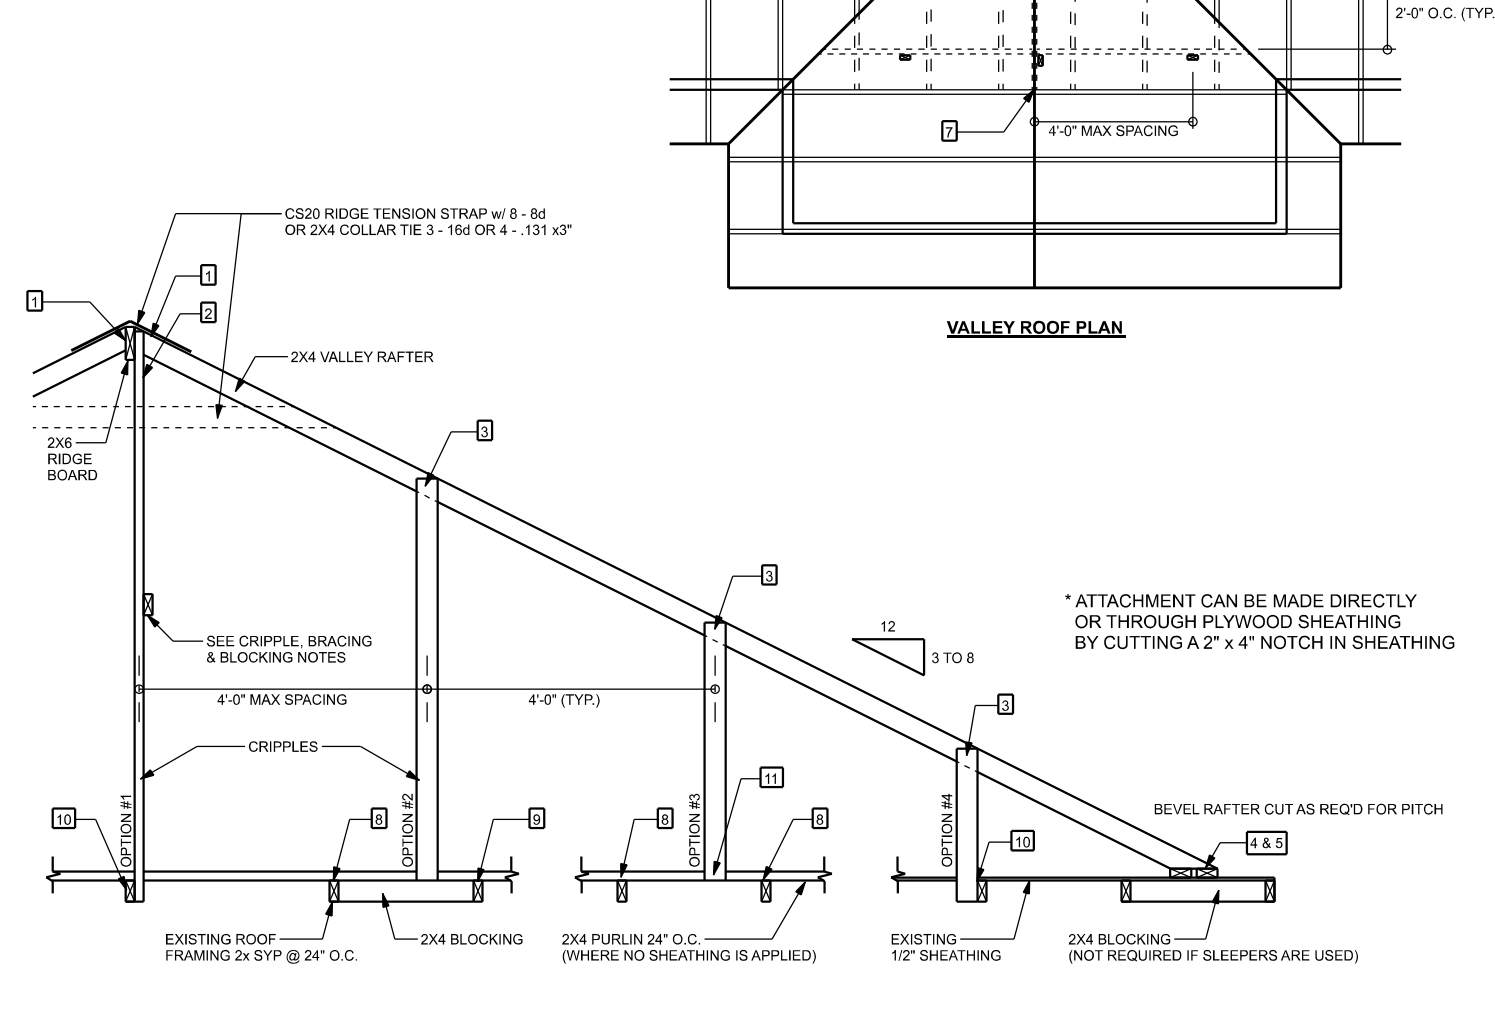 2'-0" O.C. (TYP.
7
4'-0" MAX SPACING
VALLEY ROOF PLAN
CS20 RIDGE TENSION STRAP w/ 8 - 8d
OR 2X4 COLLAR TIE 3 - 16d OR 4 - .131 x3"
1
1
2
2X4 VALLEY RAFTER
2X6
RIDGE
BOARD
3
3
SEE CRIPPLE, BRACING
& BLOCKING NOTES
* ATTACHMENT CAN BE MADE DIRECTLY
OR THROUGH PLYWOOD SHEATHING
BY CUTTING A 2" x 4" NOTCH IN SHEATHING
12
3 TO 8
4'-0" MAX SPACING
4'-0" (TYP.)
3
CRIPPLES
11
OPTION #1
OPTION #2
OPTION #3
OPTION #4
BEVEL RAFTER CUT AS REQ'D FOR PITCH
10
8
9
8
8
10
4 & 5
EXISTING ROOF
FRAMING 2x SYP @ 24" O.C.
2X4 BLOCKING
2X4 PURLIN 24" O.C.
(WHERE NO SHEATHING IS APPLIED)
EXISTING
1/2" SHEATHING
2X4 BLOCKING
(NOT REQUIRED IF SLEEPERS ARE USED)